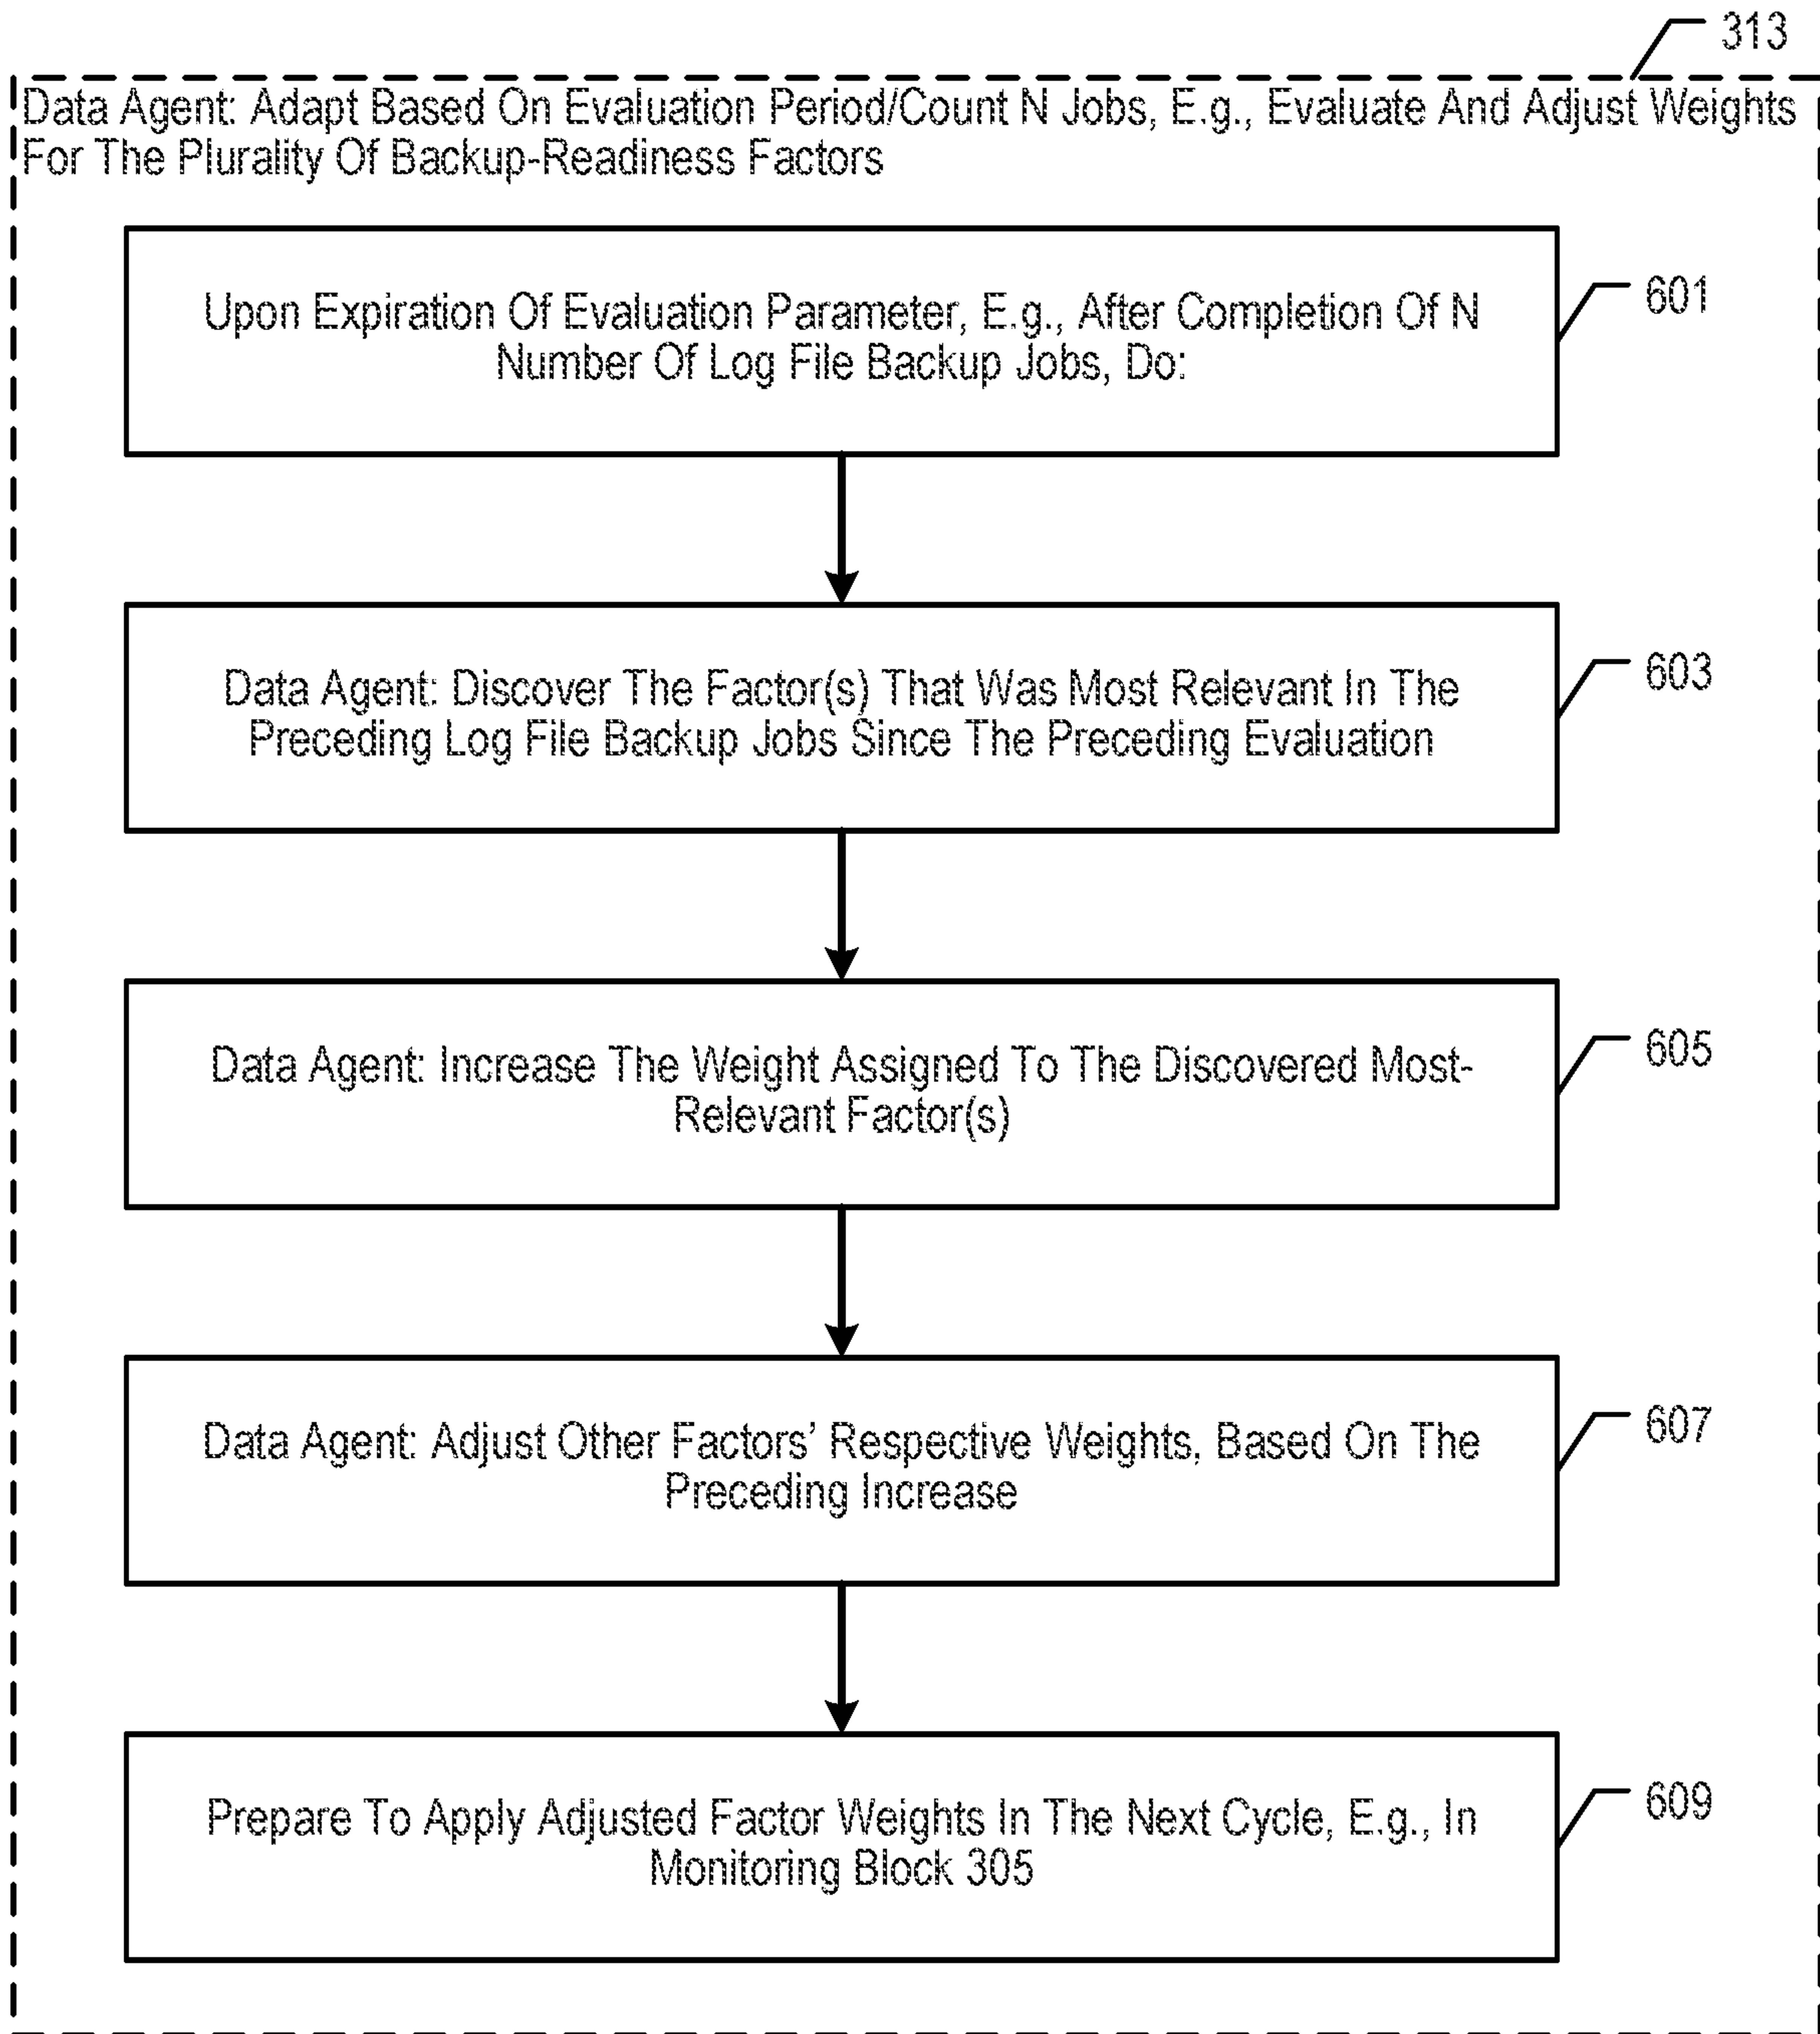 313
Data Agent: Adapt Based On Evaluation Period/Count N Jobs, E.g., Evaluate And Adjust Weights
For The Plurality Of Backup-Readiness Factors
Upon Expiration Of Evaluation Parameter, E.g., After Completion Of N
Number Of Log File Backup Jobs, Do:
601
Data Agent: Discover The Factor(s) That Was Most Relevant In The
Preceding Log File Backup Jobs Since The Preceding Evaluation
603
Data Agent: Increase The Weight Assigned To The Discovered Most-
Relevant Factor(s)
605
Data Agent: Adjust Other Factors’ Respective Weights, Based On The
Preceding Increase
607
Prepare To Apply Adjusted Factor Weights In The Next Cycle, E.g., In
Monitoring Block 305
609